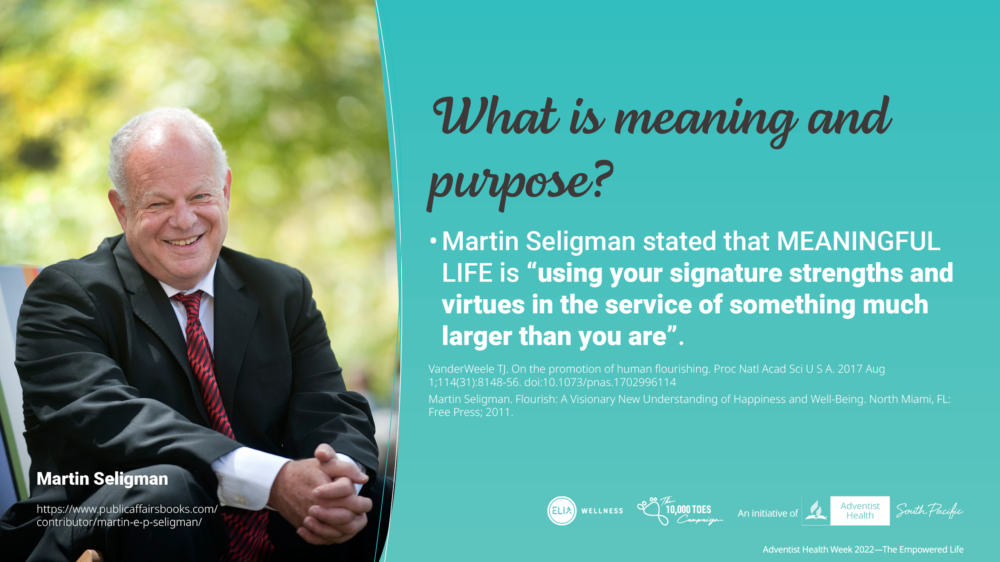 What is meaning and
purpose?
• Martin Seligman stated that MEANINGFUL
LIFE is “using your signature strengths and
virtues in the service of something much
larger than you are”.
VanderWeele TJ. On the promotion of human flourishing. Proc Natl Acad Sci U S A. 2017 Aug
1;114(31):8148-56. doi:10.1073/pnas.1702996114
Martin Seligman. Flourish: A Visionary New Understanding of Happiness and Well-Being. North Miami, FL:
Free Press; 2011.
Martin Seligman
https://www.publicaffairsbooks.com/
contributor/martin-e-p-seligman/
ELIA WELLNESS
The
10,000 TOES
Campaign
An initiative of
Adventist
Health
South Pacific
Adventist Health Week 2022—The Empowered Life